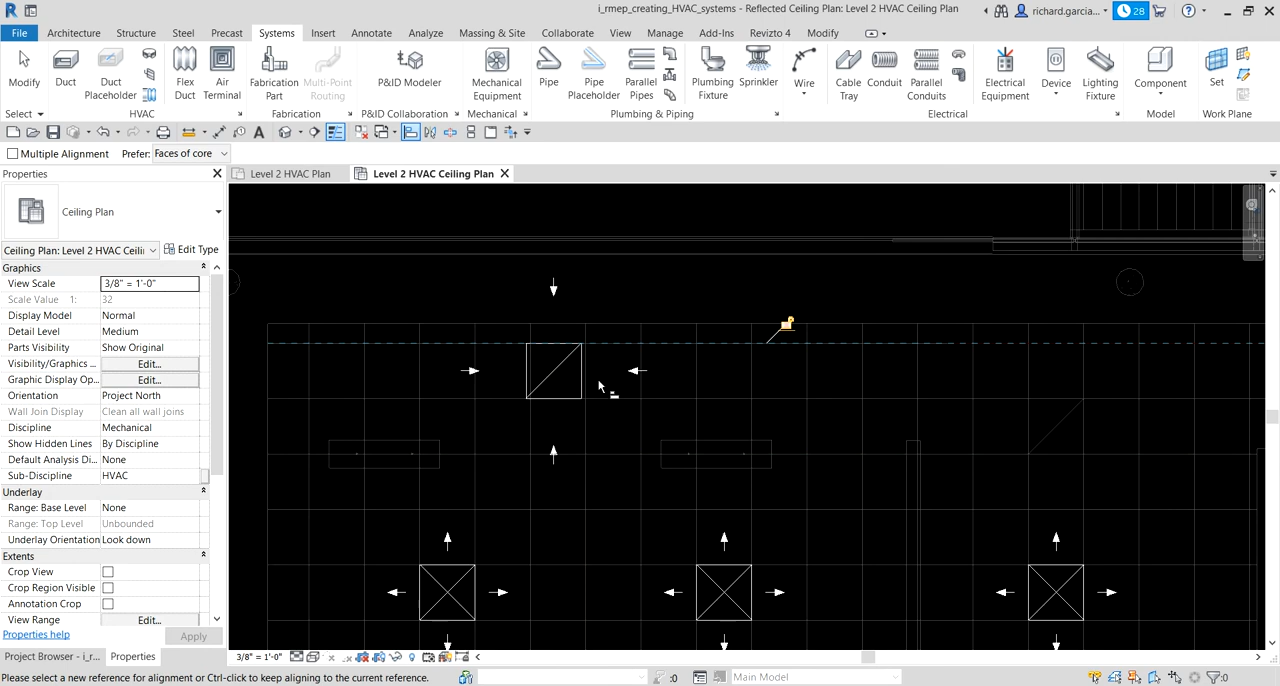 i_rmep_creating_HVAC_systems - Reflected Ceiling Plan: Level 2 HVAC Ceiling Plan
richard.garcia...
28
File Architecture Structure Steel Precast Systems Insert Annotate Analyze Massing & Site Collaborate View Manage Add-Ins Revizto 4 Modify
Modify Duct Duct Placeholder Flex Duct Air Terminal Fabrication Part Multi-Point Routing P&ID Modeler Mechanical Equipment Pipe Pipe Placeholder Parallel Pipes Plumbing Fixture Sprinkler Wire Cable Tray Conduit Parallel Conduits Electrical Equipment Device Lighting Fixture Component Set
Select HVAC Fabrication P&ID Collaboration Mechanical Plumbing & Piping Electrical Model Work Plane
Multiple Alignment Prefer: Faces of core
Properties
Level 2 HVAC Plan Level 2 HVAC Ceiling Plan
Ceiling Plan
Ceiling Plan: Level 2 HVAC Ceili Edit Type
Graphics
View Scale 3/8" = 1'-0"
Scale Value 1: 32
Display Model Normal
Detail Level Medium
Parts Visibility Show Original
Visibility/Graphics ... Edit...
Graphic Display Op... Edit...
Orientation Project North
Wall Join Display Clean all wall joins
Discipline Mechanical
Show Hidden Lines By Discipline
Default Analysis Di... None
Sub-Discipline HVAC
Underlay
Range: Base Level None
Range: Top Level Unbounded
Underlay Orientation Look down
Extents
Crop View
Crop Region Visible
Annotation Crop
View Range Edit...
Properties help Apply
Project Browser - i_r... Properties
3/8" = 1'-0"
Please select a new reference for alignment or Ctrl-click to keep aligning to the current reference.
:0 Main Model :0